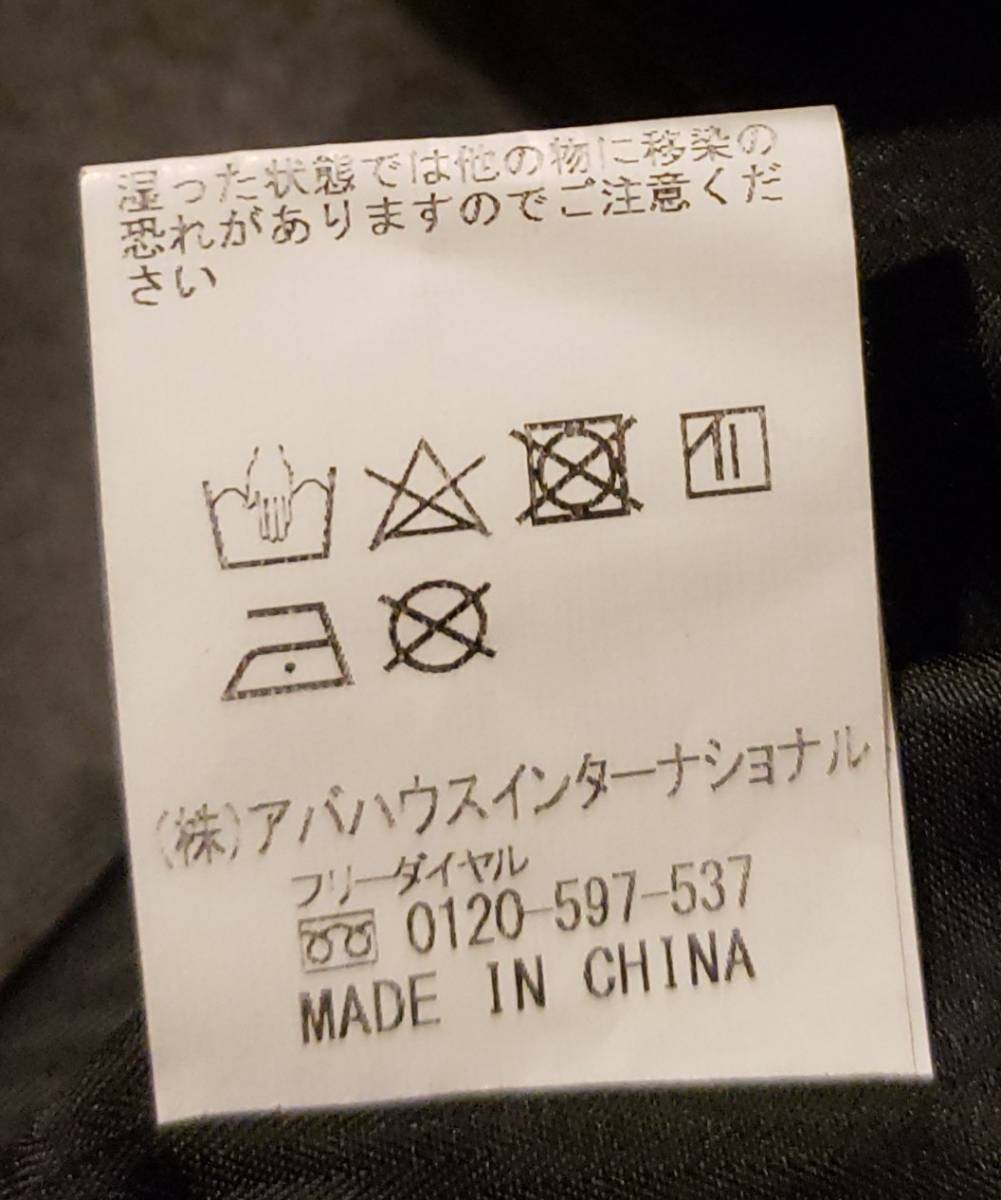 湿った状態では他の物に移染の
恐れがありますのでご注意くだ
さい
(株)アバハウスインターナショナル
フリーダイヤル
0120-597-537
MADE IN CHINA